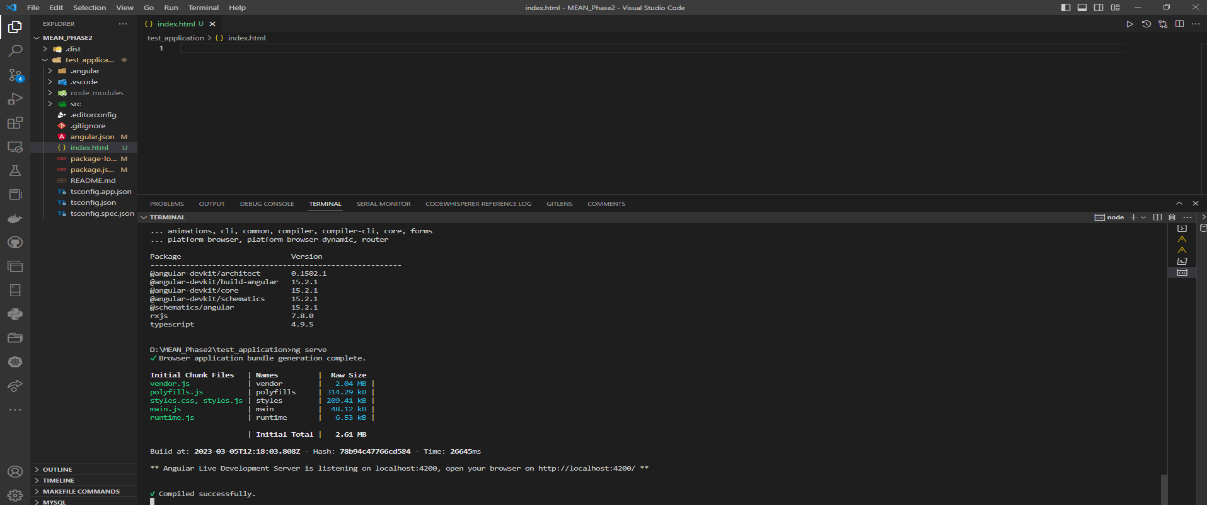 File Edit Selection View Go Run Terminal Help
index.html - MEAN_Phase2 - Visual Studio Code
EXPLORER
MEAN_PHASE2
.dist
test_applica...
.angular
.vscode
node_modules
src
.editorconfig
.gitignore
angular.json M
index.html U
package-lo... M
package.js... M
README.md
tsconfig.app.json
tsconfig.json
tsconfig.spec.json
OUTLINE
TIMELINE
MAKEFILE COMMANDS
MYSQL
4
index.html U
test_application > index.html
1
PROBLEMS OUTPUT DEBUG CONSOLE TERMINAL SERIAL MONITOR CODEWHISPERER REFERENCE LOG GITLENS COMMENTS
TERMINAL
node
... animations, cli, common, compiler, compiler-cli, core, forms
... platform-browser, platform-browser-dynamic, router
Package Version
------------------------------------------------------------
@angular-devkit/architect 0.1502.1
@angular-devkit/build-angular 15.2.1
@angular-devkit/core 15.2.1
@angular-devkit/schematics 15.2.1
@schematics/angular 15.2.1
rxjs 7.8.0
typescript 4.9.5
D:\MEAN_Phase2\test_application>ng serve
√ Browser application bundle generation complete.
Initial Chunk Files | Names | Raw Size
vendor.js | vendor | 2.04 MB |
polyfills.js | polyfills | 314.29 kB |
styles.css, styles.js | styles | 209.41 kB |
main.js | main | 48.12 kB |
runtime.js | runtime | 6.53 kB |
| Initial Total | 2.61 MB
Build at: 2023-03-05T12:18:03.808Z - Hash: 78b94c47766cd584 - Time: 26645ms
** Angular Live Development Server is listening on localhost:4200, open your browser on http://localhost:4200/ **
√ Compiled successfully.